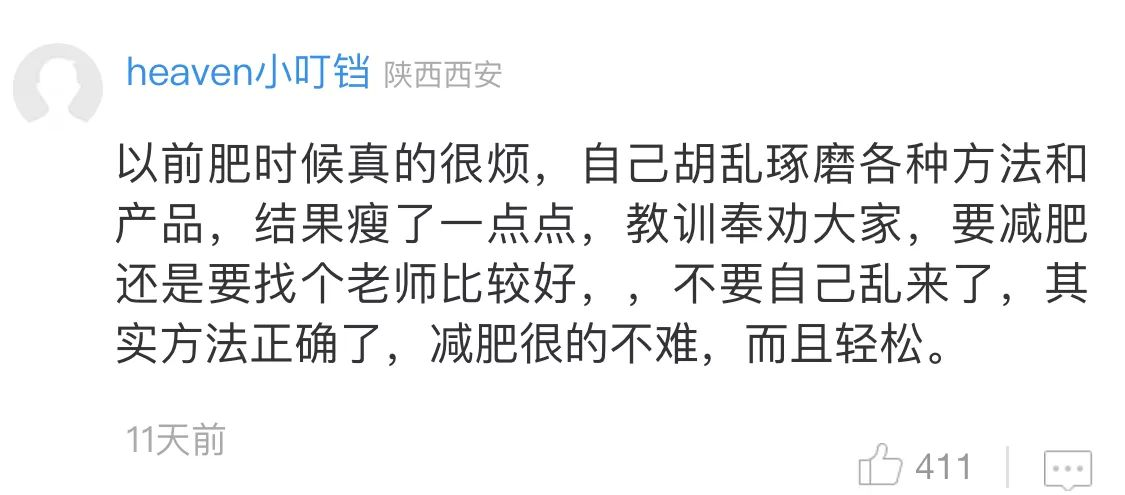 heaven小叮铛 陕西西安
以前肥时候真的很烦，自己胡乱琢磨各种方法和
产品，结果瘦了一点点，教训奉劝大家，要减肥
还是要找个老师比较好，，不要自己乱来了，其
实方法正确了，减肥很的不难，而且轻松。
11天前
411